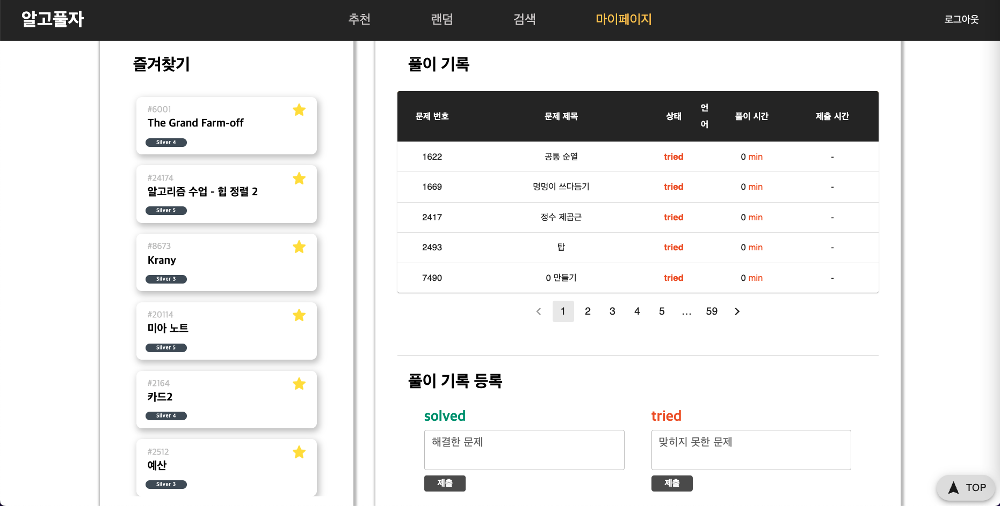 알고풀자
추천 랜덤 검색 마이페이지
로그아웃
즐겨찾기
#6001
The Grand Farm-off
Silver 4
#24174
알고리즘 수업 - 힙 정렬 2
Silver 5
#8673
Krany
Silver 3
#20114
미아 노트
Silver 5
#2164
카드2
Silver 4
#2512
예산
Silver 3
풀이 기록
문제 번호 문제 제목 상태 언어 풀이 시간 제출 시간
1622 공통 순열 tried 0 min -
1669 멍멍이 쓰다듬기 tried 0 min -
2417 정수 제곱근 tried 0 min -
2493 탑 tried 0 min -
7490 0 만들기 tried 0 min -
1 2 3 4 5 ... 59
풀이 기록 등록
solved
해결한 문제
제출
tried
맞히지 못한 문제
제출
TOP